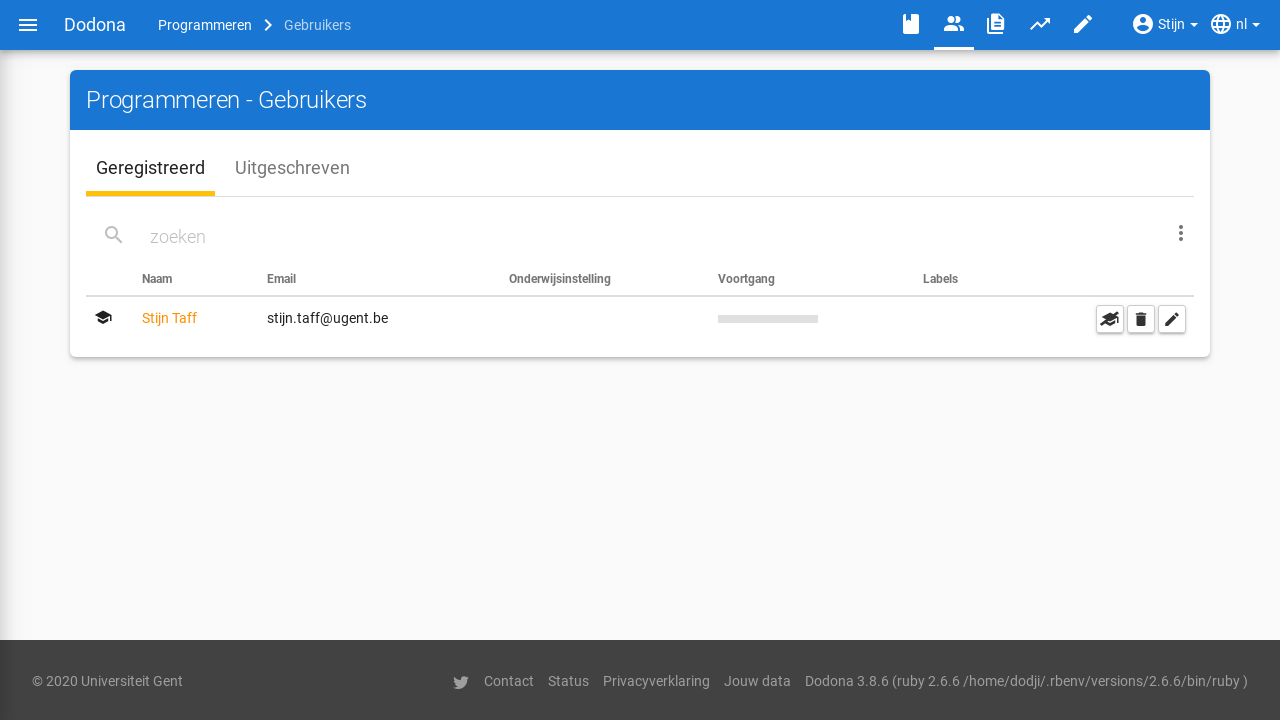 Dodona Programmeren Gebruikers Stijn nl
Programmeren - Gebruikers
Geregistreerd Uitgeschreven
zoeken
Naam Email Onderwijsinstelling Voortgang Labels
Stijn Taff stijn.taff@ugent.be
© 2020 Universiteit Gent Contact Status Privacyverklaring Jouw data Dodona 3.8.6 (ruby 2.6.6 /home/dodji/.rbenv/versions/2.6.6/bin/ruby )